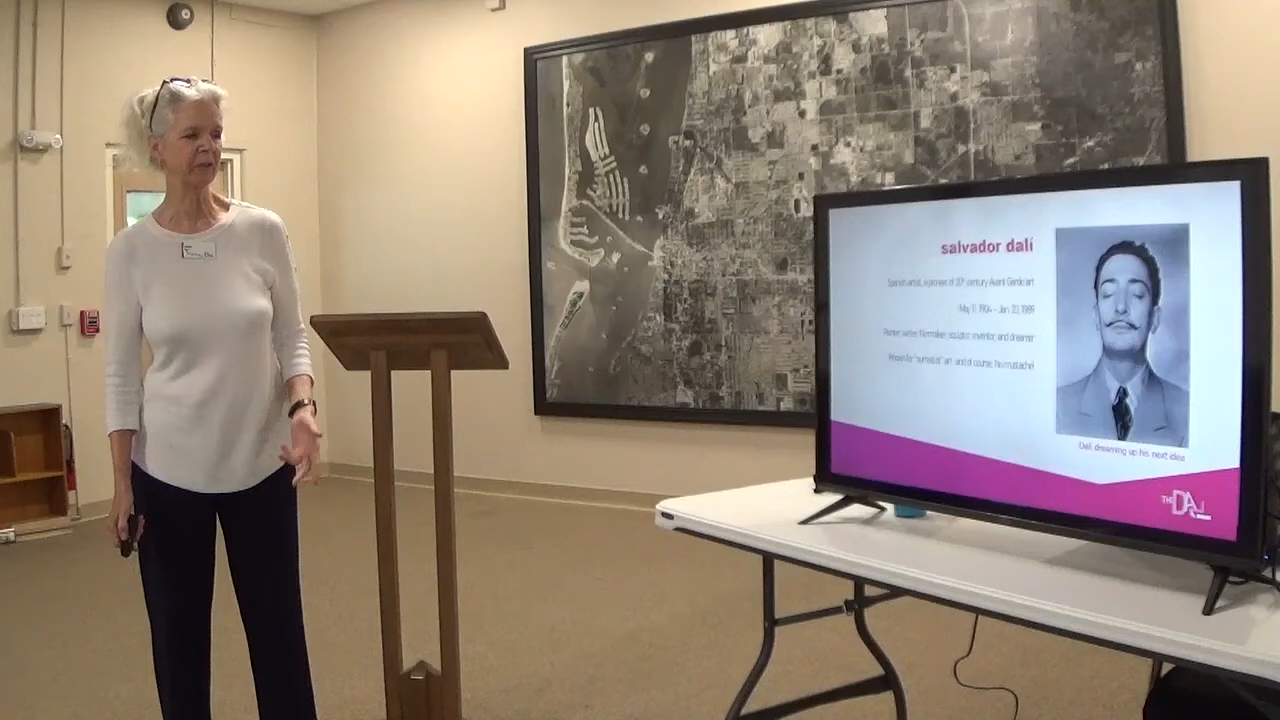 salvador dalí
Spanish artist, a pioneer of 20th century Avant Garde art
May 11, 1904 - Jan 23, 1989
Painter, writer, filmmaker, sculptor, inventor, and dreamer
Known for "surrealist" art and of course, his mustache!
Dalí dreaming up his next idea
THE DALI